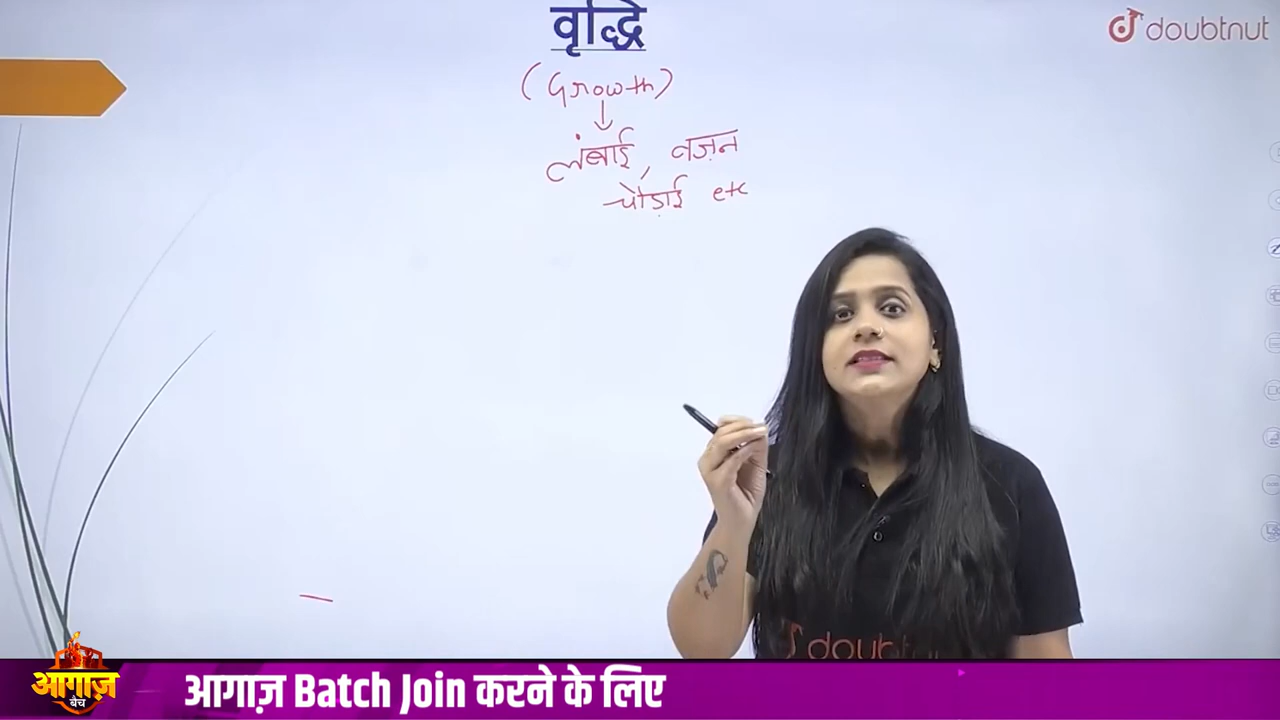 वृद्धि
doubtnut
(Growth)
लंबाई, वज़न
चौड़ाई etc
doubtnut
आगाज़
बैच
आगाज़ Batch Join करने के लिए